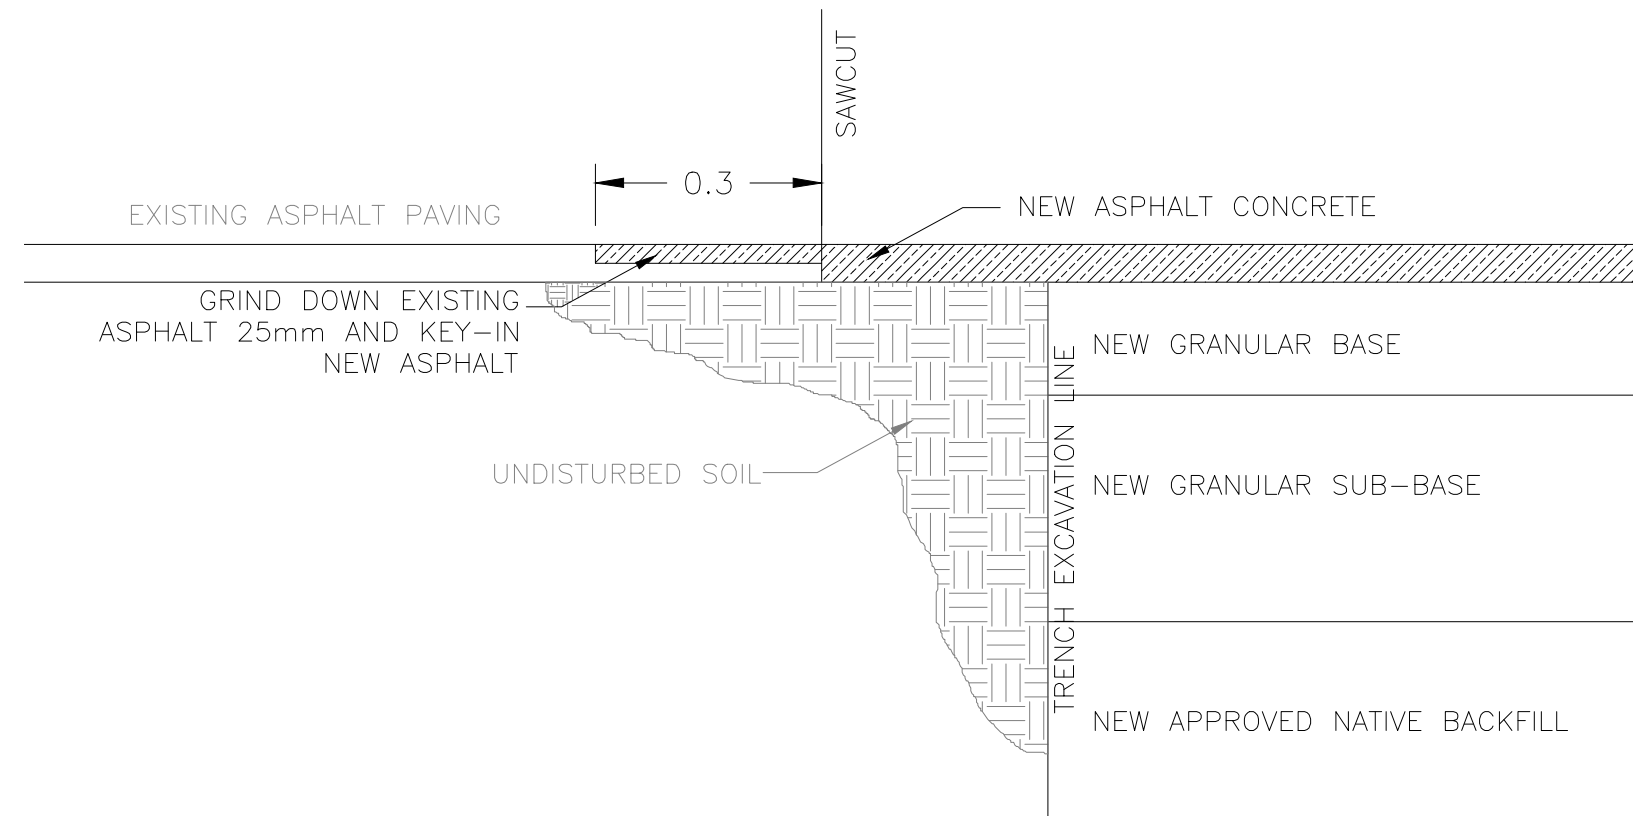 SAWCUT
0.3
EXISTING ASPHALT PAVING
NEW ASPHALT CONCRETE
GRIND DOWN EXISTING
ASPHALT 25mm AND KEY-IN
NEW ASPHALT
NEW GRANULAR BASE
UNDISTURBED SOIL
TRENCH EXCAVATION LINE
NEW GRANULAR SUB-BASE
NEW APPROVED NATIVE BACKFILL